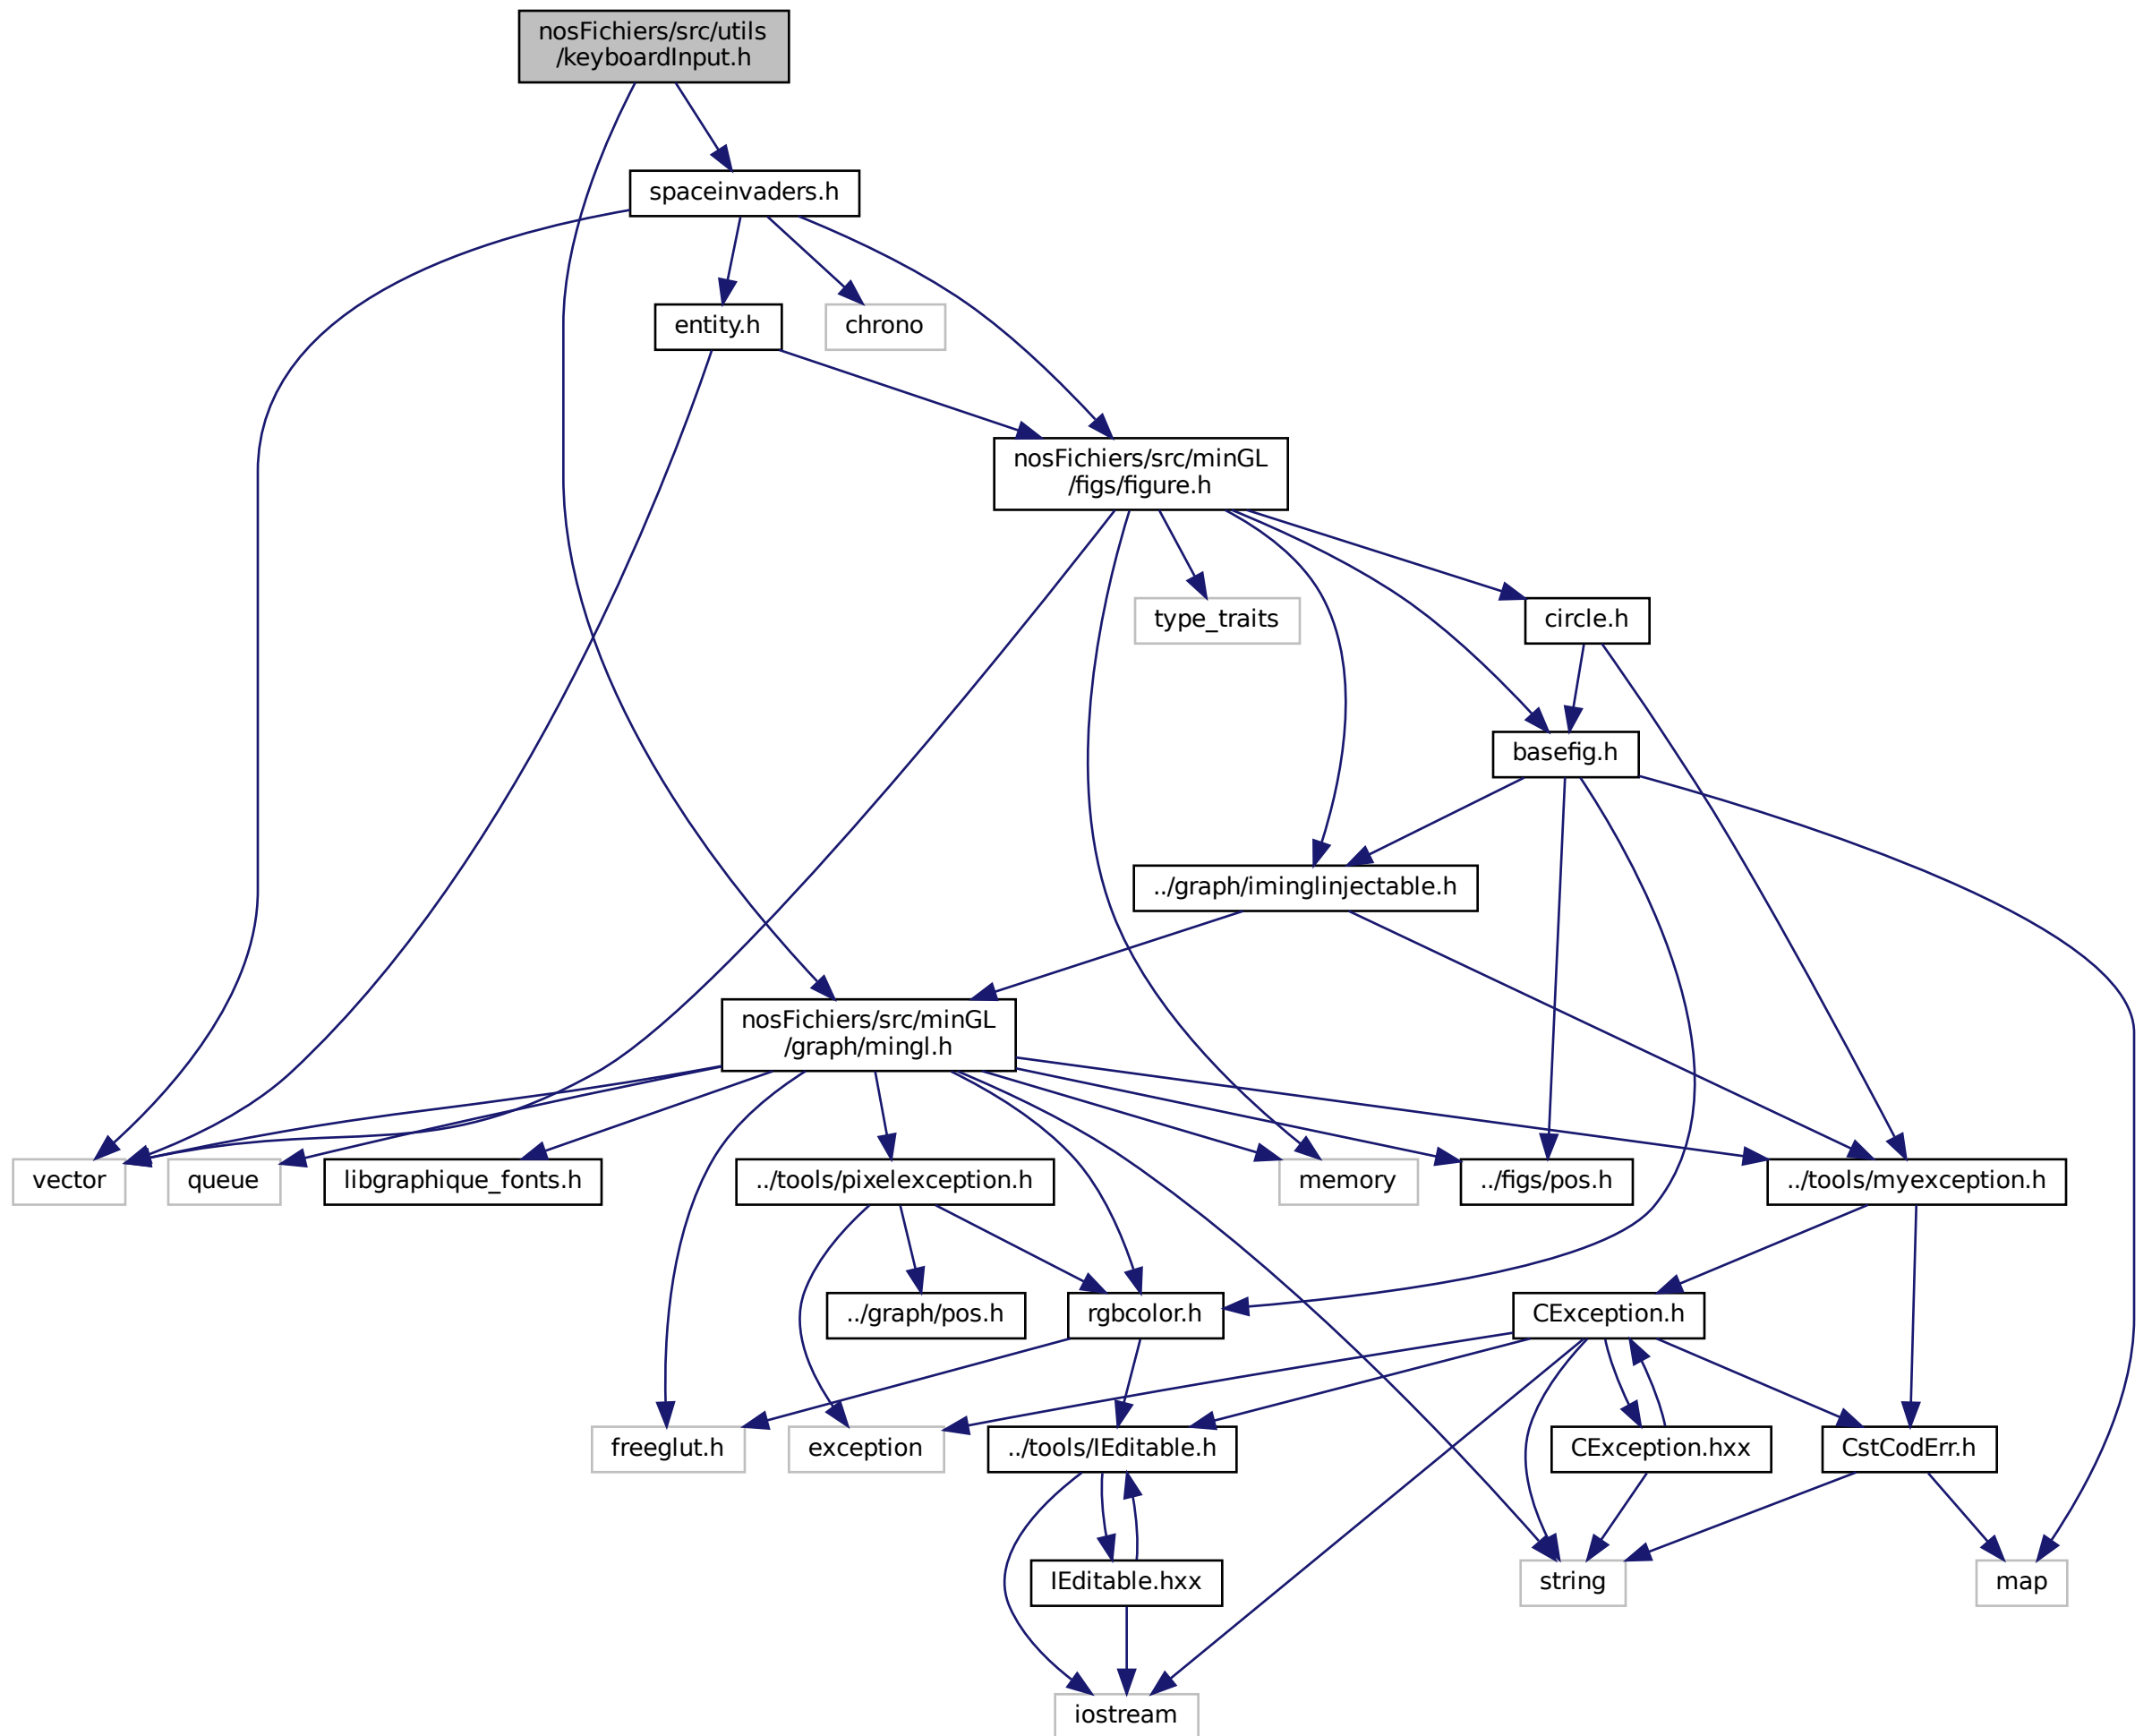 nosFichiers/src/utils
/keyboardInput.h
spaceinvaders.h
entity.h
chrono
nosFichiers/src/minGL
/figs/figure.h
type_traits
circle.h
basefig.h
../graph/iminglinjectable.h
nosFichiers/src/minGL
/graph/mingl.h
vector
queue
libgraphique_fonts.h
../tools/pixelexception.h
memory
../figs/pos.h
../tools/myexception.h
../graph/pos.h
rgbcolor.h
CException.h
freeglut.h
exception
../tools/IEditable.h
CException.hxx
CstCodErr.h
IEditable.hxx
string
map
iostream